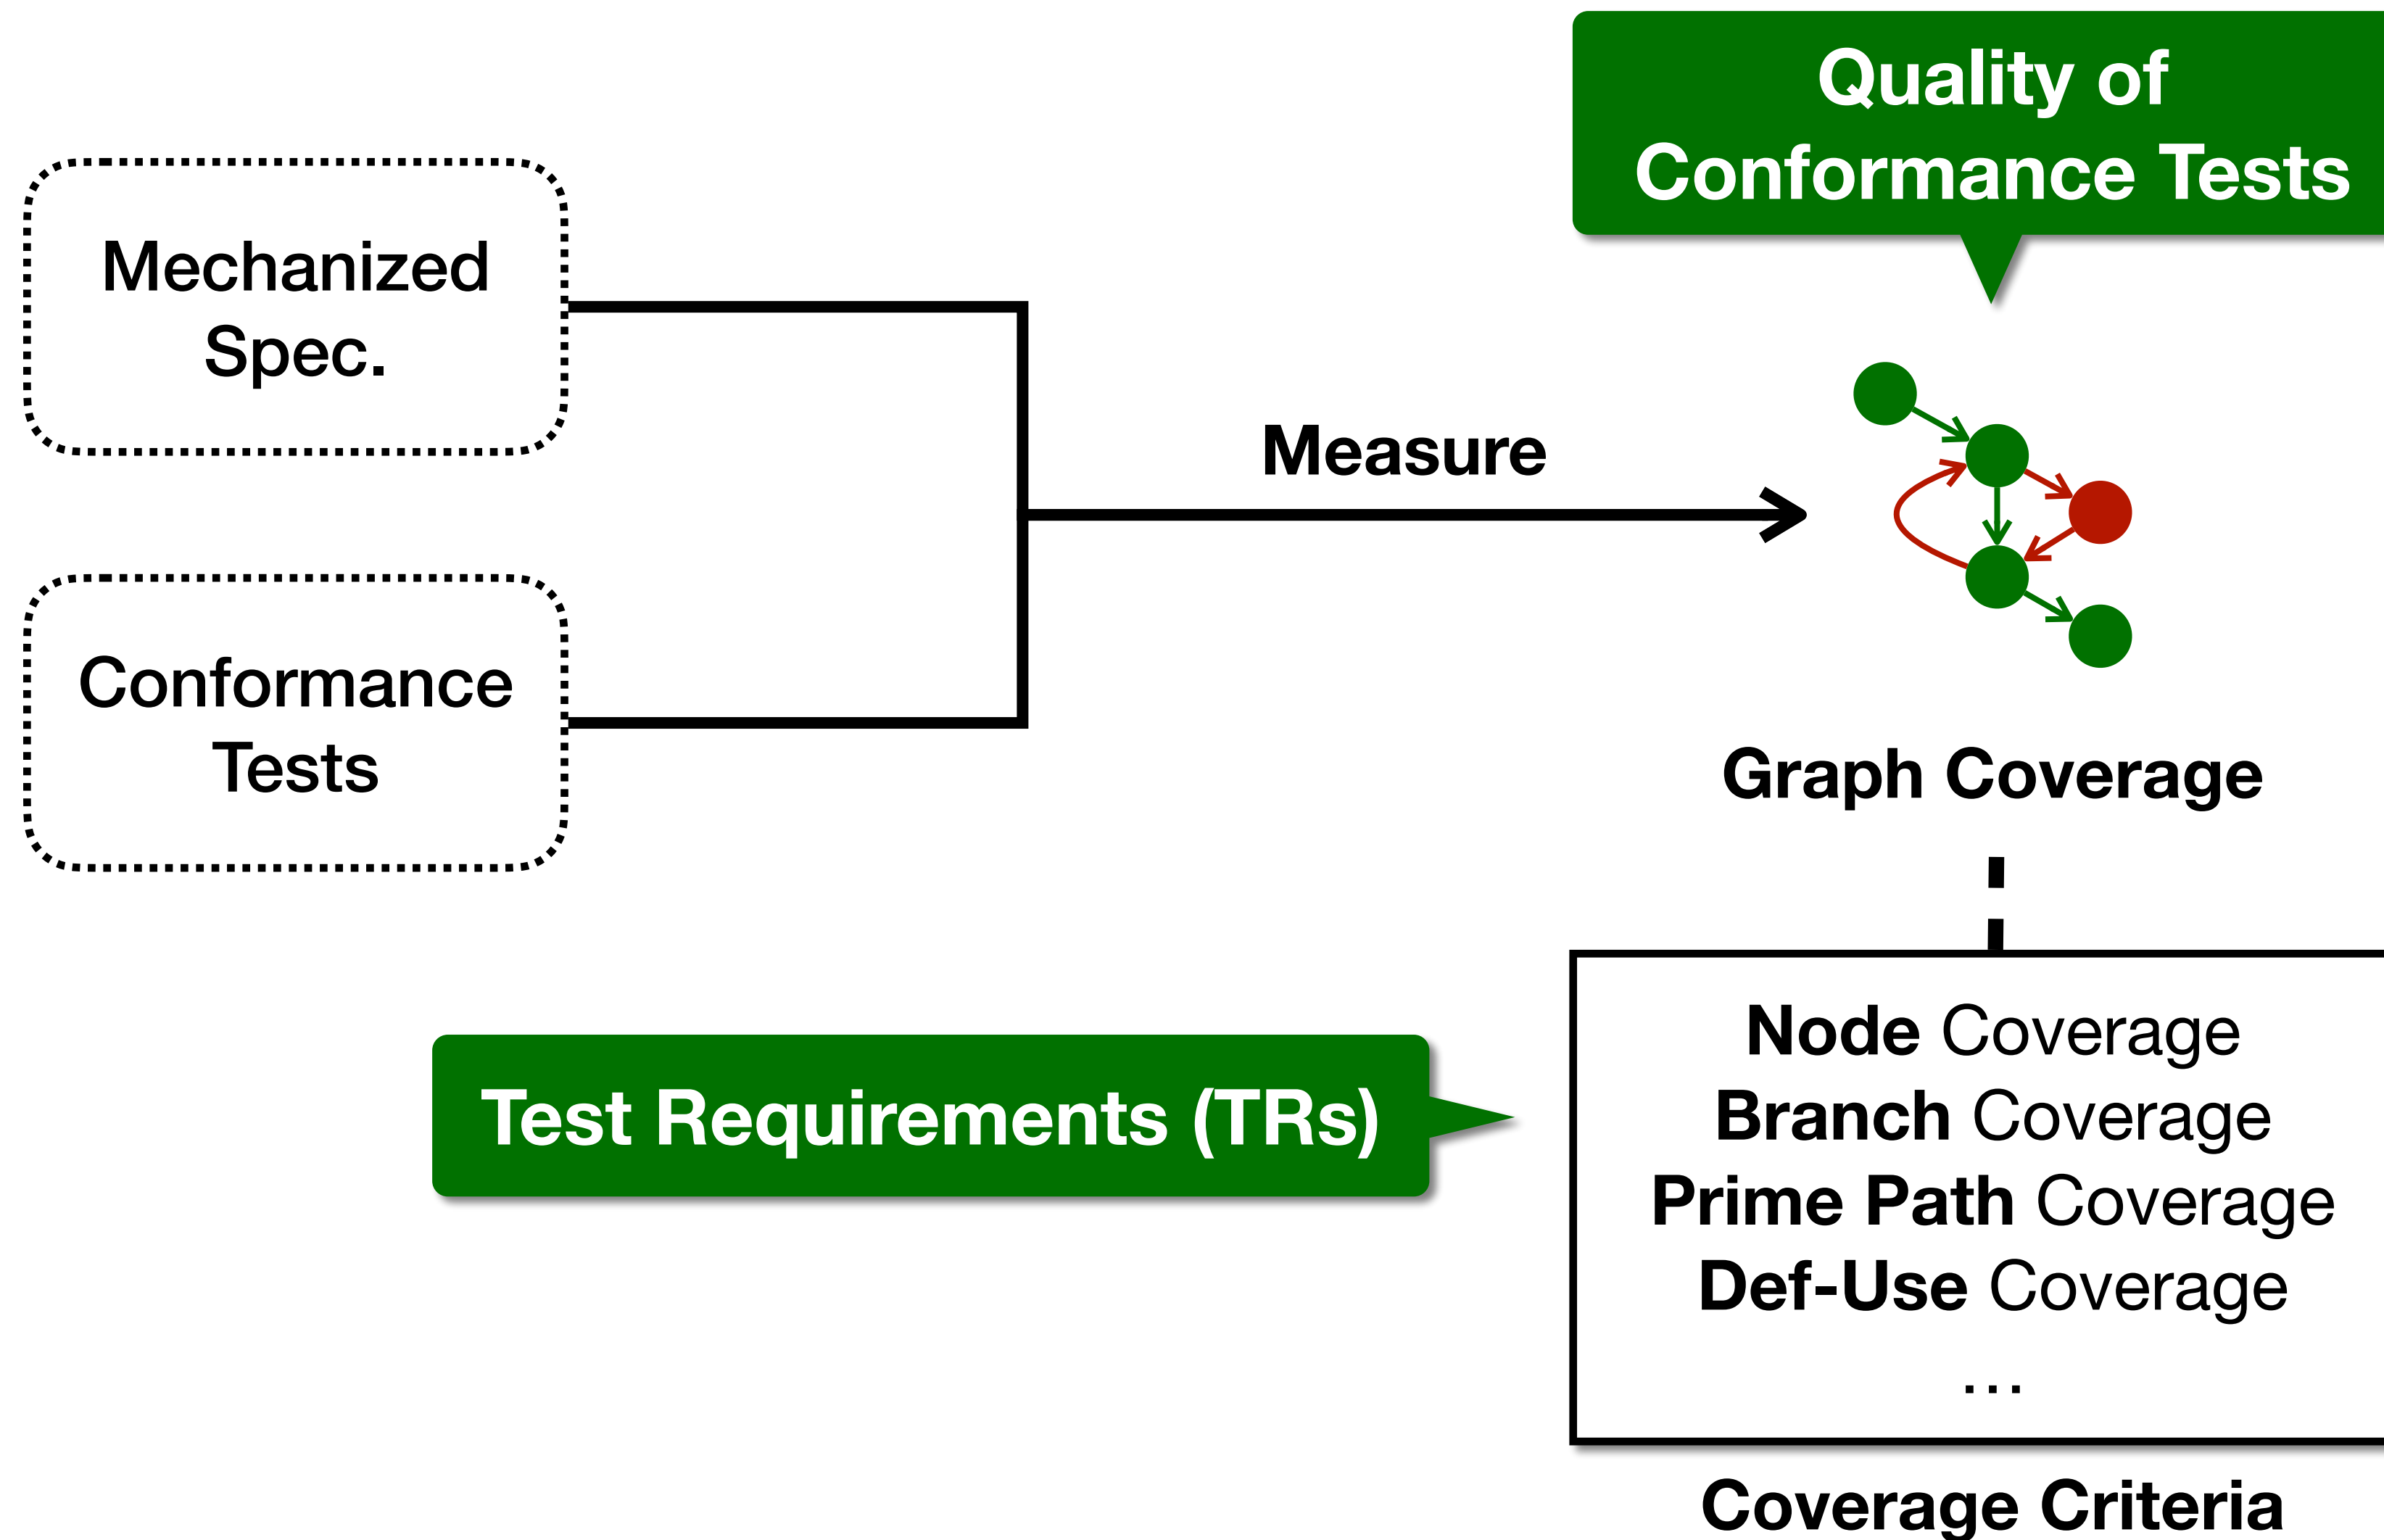 Quality of
Conformance Tests
Mechanized
Spec.
Measure
Conformance
Tests
Graph Coverage
Test Requirements (TRs)
Node Coverage
Branch Coverage
Prime Path Coverage
Def-Use Coverage
...
Coverage Criteria